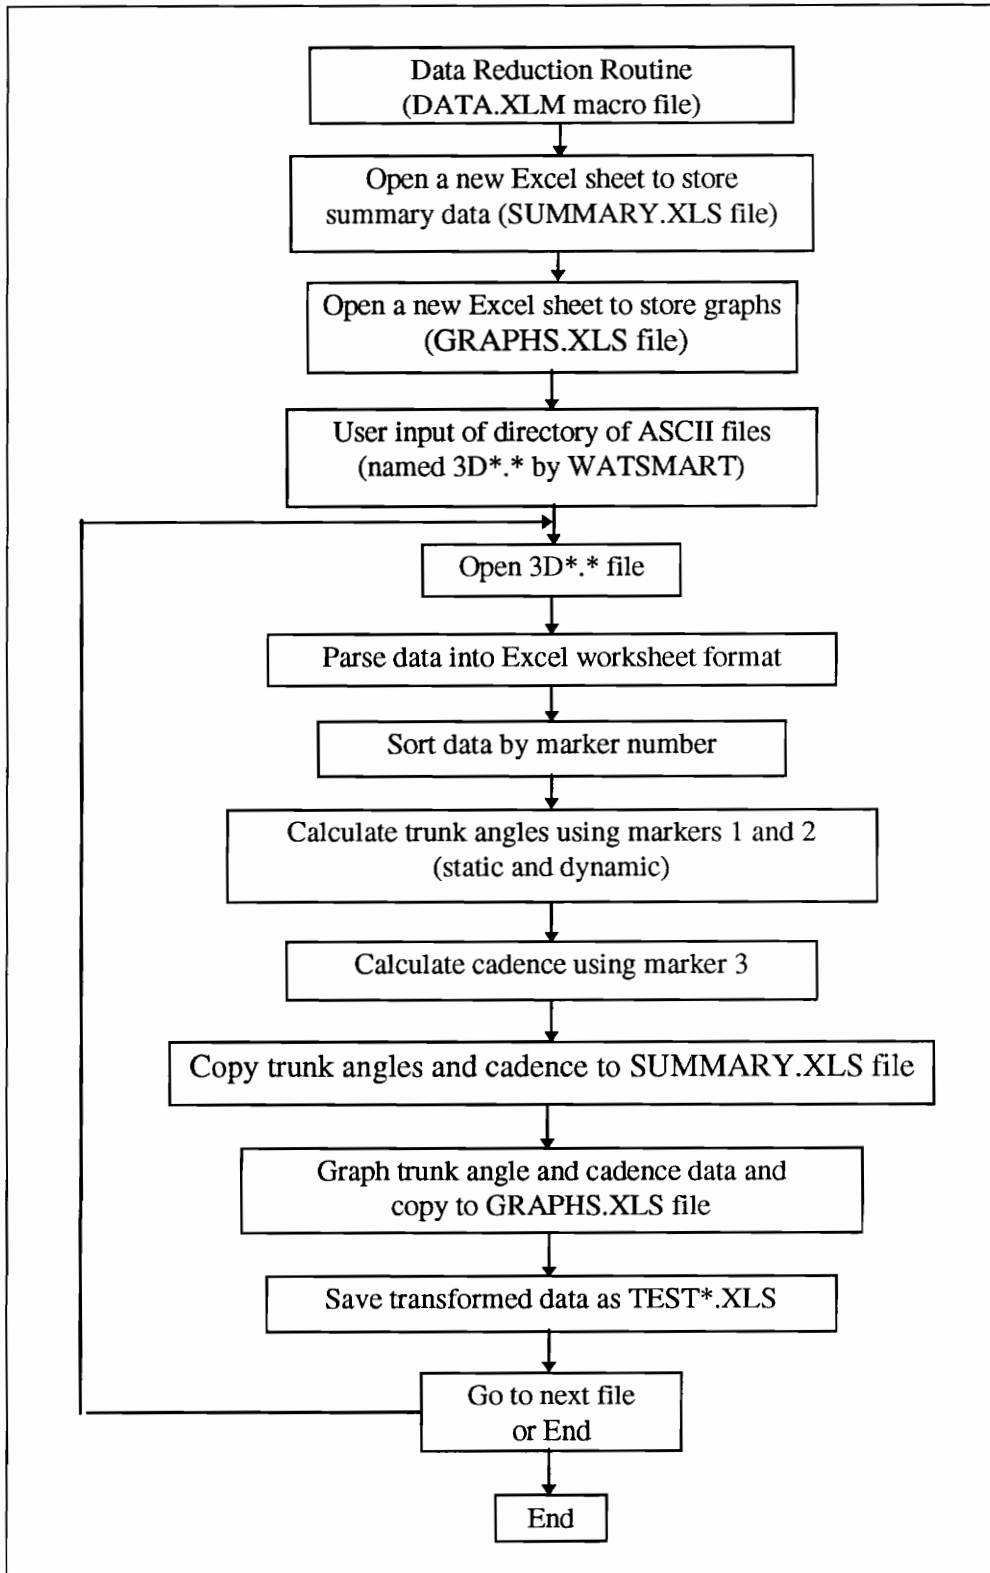 Data Reduction Routine
(DATA.XLM macro file)
Open a new Excel sheet to store
summary data (SUMMARY.XLS file)
Open a new Excel sheet to store graphs
(GRAPHS.XLS file)
User input of directory of ASCII files
(named 3D*.* by WATSMART)
Open 3D*.* file
Parse data into Excel worksheet format
Sort data by marker number
Calculate trunk angles using markers 1 and 2
(static and dynamic)
Calculate cadence using marker 3
Copy trunk angles and cadence to SUMMARY.XLS file
Graph trunk angle and cadence data and
copy to GRAPHS.XLS file
Save transformed data as TEST*.XLS
Go to next file
or End
End